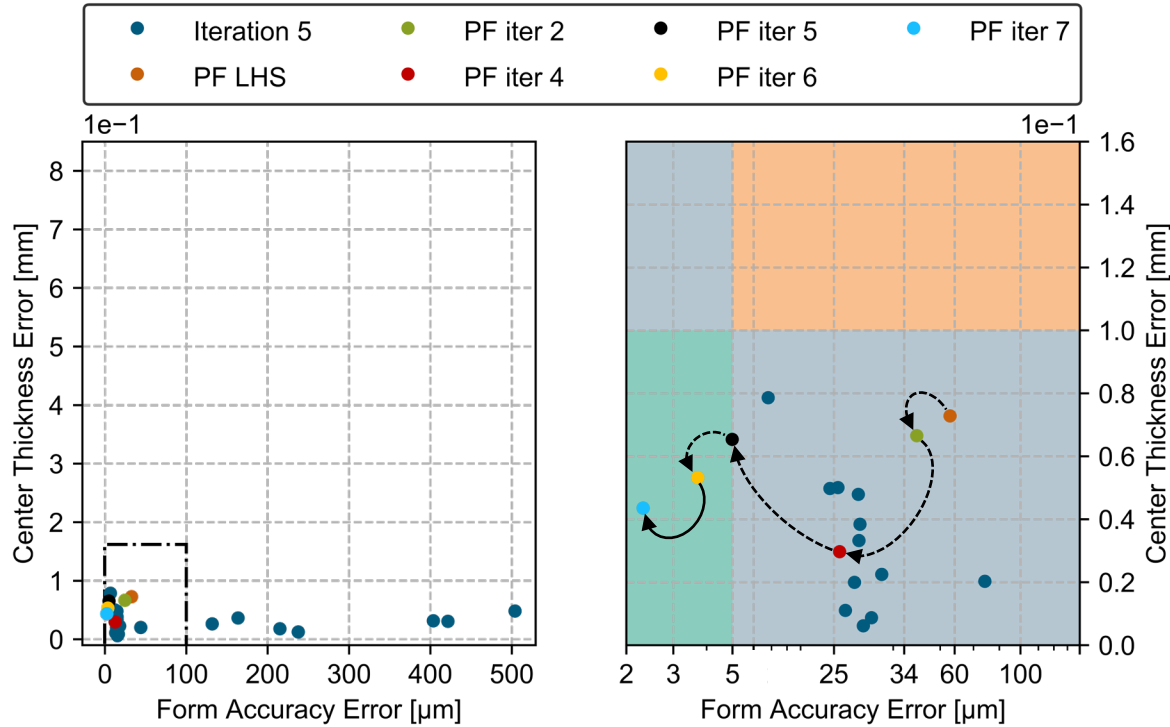 Iteration 5 PF iter 2 PF iter 5 PF iter 7
PF LHS PF iter 4 PF iter 6
1e−1
8
7
6
5
4
3
2
1
0
Center Thickness Error [mm]
0 100 200 300 400 500
Form Accuracy Error [µm]
1e−1
1.6
1.4
1.2
1.0
0.8
0.6
0.4
0.2
0.0
Center Thickness Error [mm]
2 3 5 25 34 60 100
Form Accuracy Error [µm]